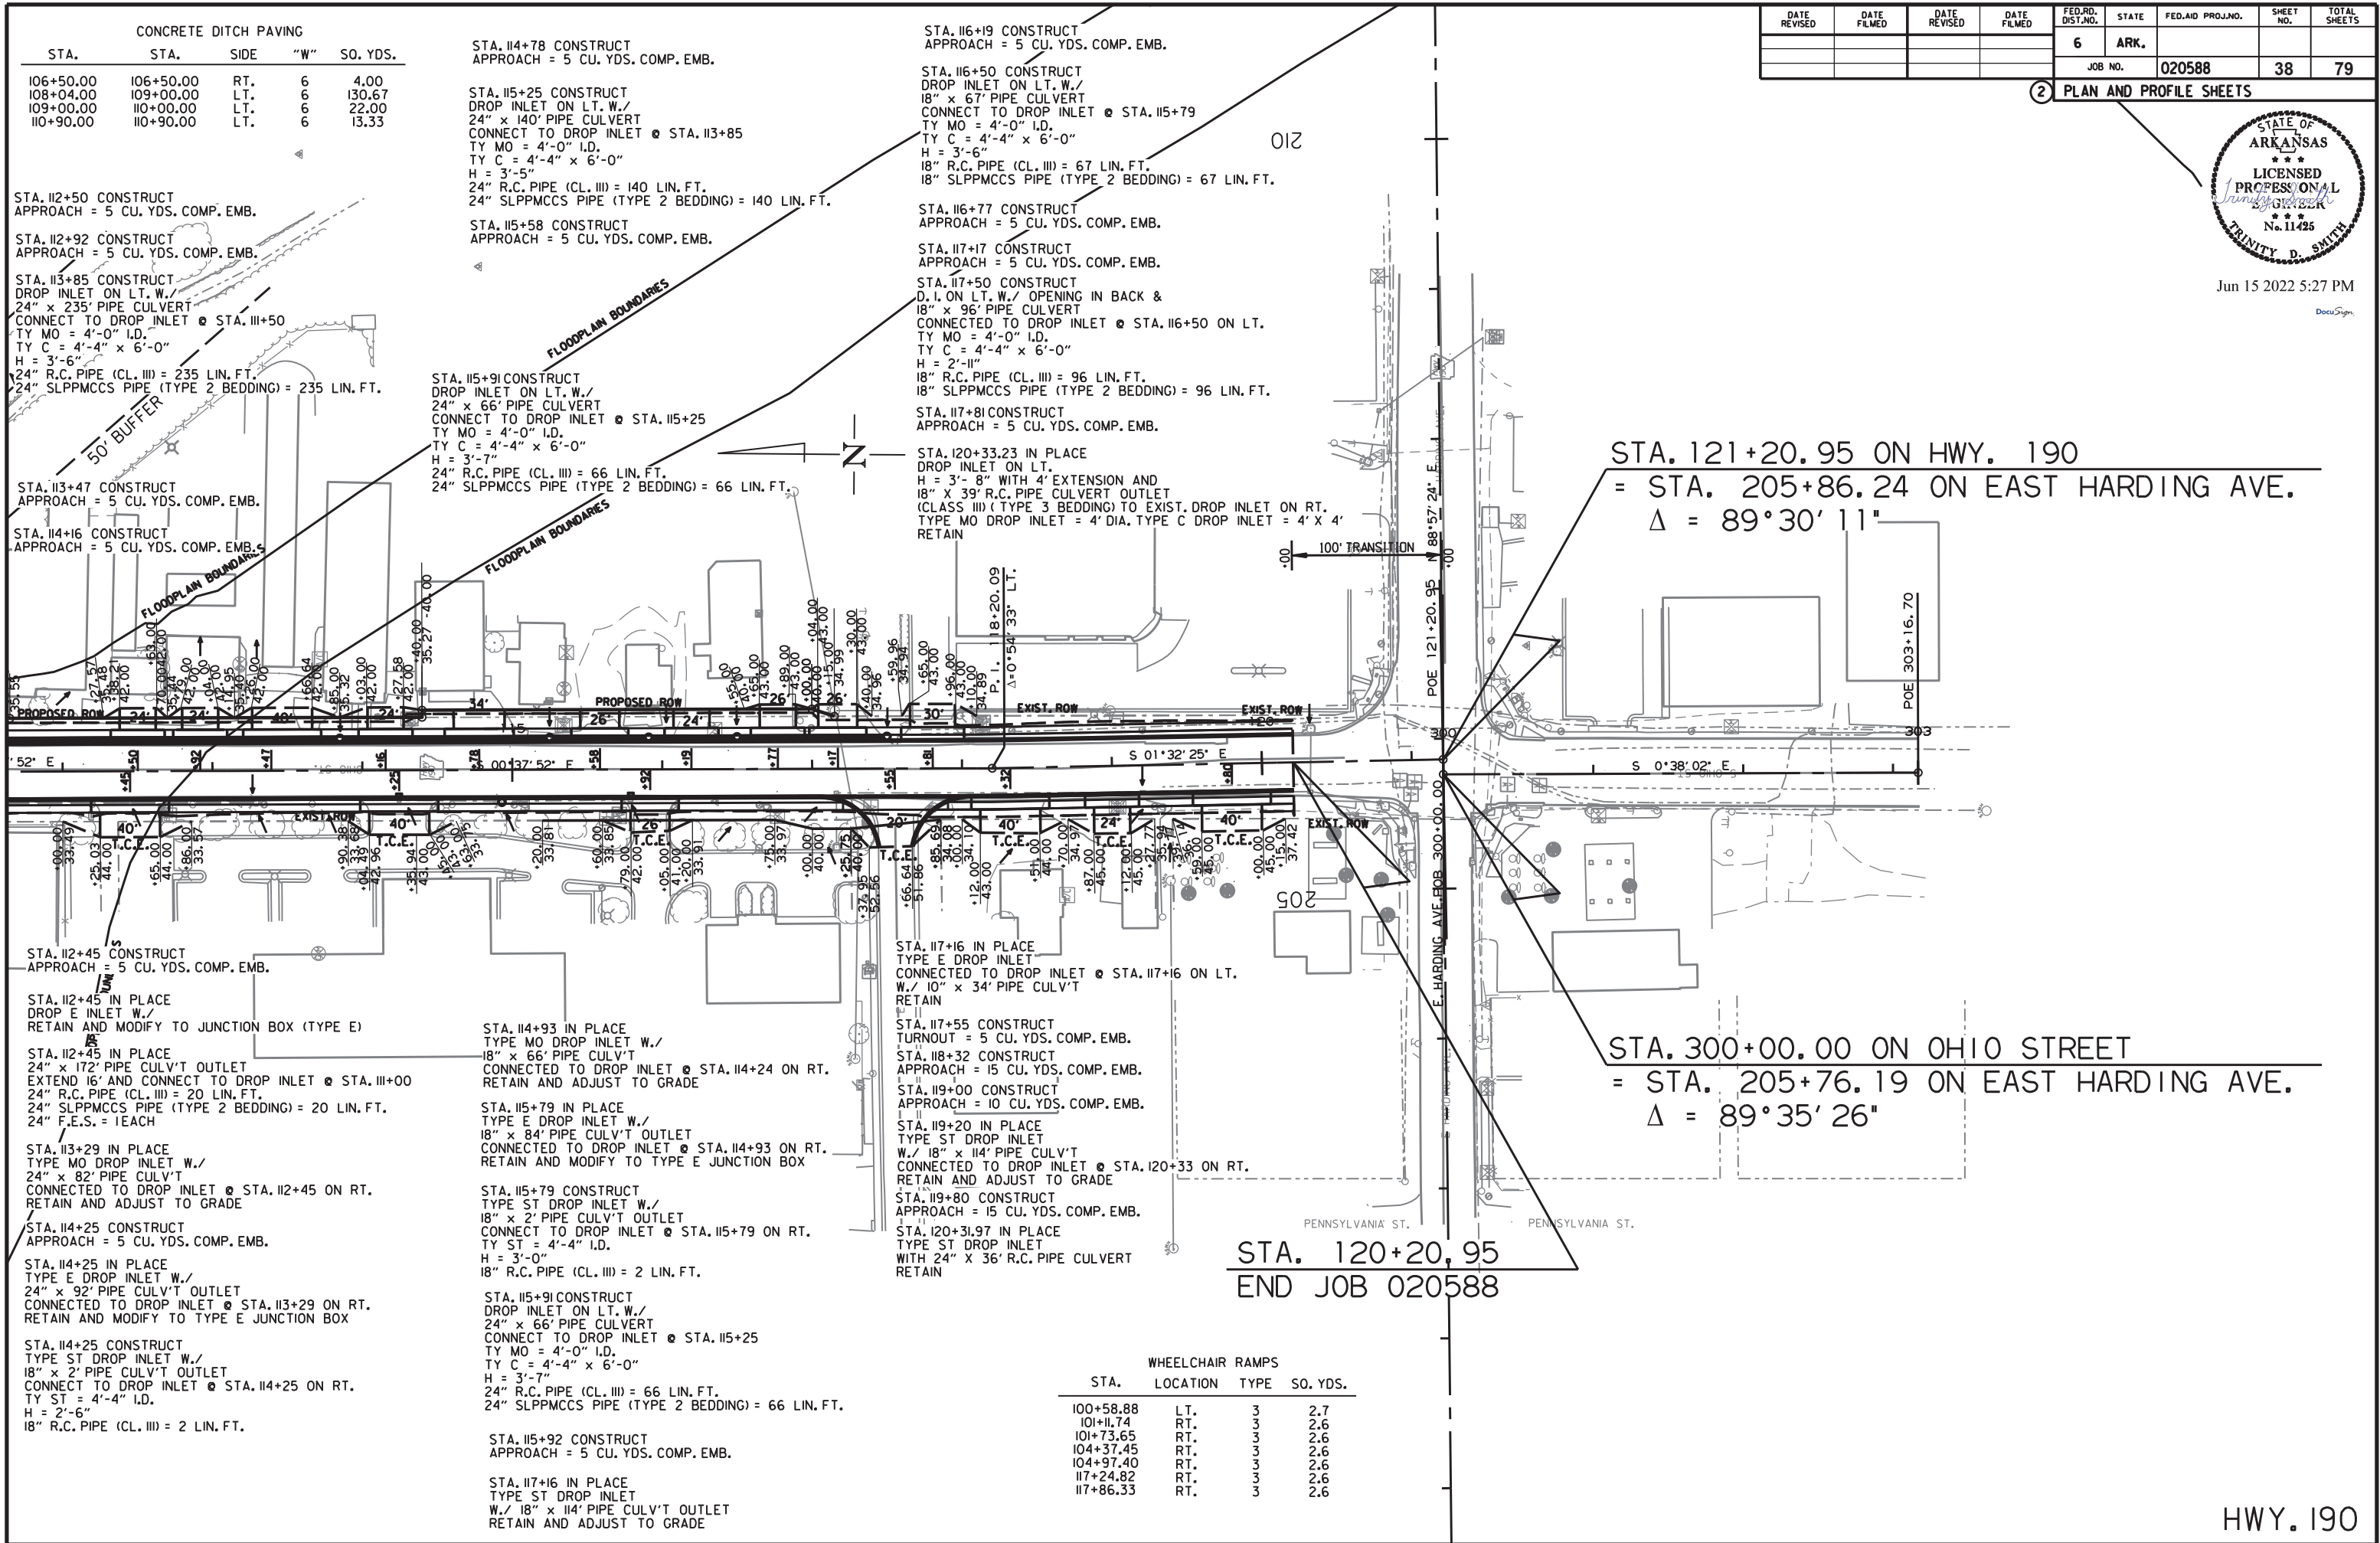 CONCRETE DITCH PAVING
STA. STA. SIDE "W" SQ. YDS.
106+50.00 106+50.00 RT. 6 4.00
108+04.00 109+00.00 LT. 6 130.67
109+00.00 110+00.00 LT. 6 22.00
110+90.00 110+90.00 LT. 6 13.33
STA. 112+50 CONSTRUCT
APPROACH = 5 CU. YDS. COMP. EMB.
STA. 112+92 CONSTRUCT
APPROACH = 5 CU. YDS. COMP. EMB.
STA. 113+85 CONSTRUCT
DROP INLET ON LT. W./
24" x 235' PIPE CULVERT
CONNECT TO DROP INLET @ STA. 111+50
TY MO = 4'-0" I.D.
TY C = 4'-4" x 6'-0"
H = 3'-6"
24" R.C. PIPE (CL. III) = 235 LIN. FT.
24" SLPPMCCS PIPE (TYPE 2 BEDDING) = 235 LIN. FT.
50' BUFFER
STA. 113+47 CONSTRUCT
APPROACH = 5 CU. YDS. COMP. EMB.
STA. 114+16 CONSTRUCT
APPROACH = 5 CU. YDS. COMP. EMB.
STA. 114+78 CONSTRUCT
APPROACH = 5 CU. YDS. COMP. EMB.
STA. 115+25 CONSTRUCT
DROP INLET ON LT. W./
24" x 140' PIPE CULVERT
CONNECT TO DROP INLET @ STA. 113+85
TY MO = 4'-0" I.D.
TY C = 4'-4" x 6'-0"
H = 3'-5"
24" R.C. PIPE (CL. III) = 140 LIN. FT.
24" SLPPMCCS PIPE (TYPE 2 BEDDING) = 140 LIN. FT.
STA. 115+58 CONSTRUCT
APPROACH = 5 CU. YDS. COMP. EMB.
STA. 115+91 CONSTRUCT
DROP INLET ON LT. W./
24" x 66' PIPE CULVERT
CONNECT TO DROP INLET @ STA. 115+25
TY MO = 4'-0" I.D.
TY C = 4'-4" x 6'-0"
H = 3'-7"
24" R.C. PIPE (CL. III) = 66 LIN. FT.
24" SLPPMCCS PIPE (TYPE 2 BEDDING) = 66 LIN. FT.
FLOODPLAIN BOUNDARIES
FLOODPLAIN BOUNDARIES
FLOODPLAIN BOUNDARIES
STA. 116+19 CONSTRUCT
APPROACH = 5 CU. YDS. COMP. EMB.
STA. 116+50 CONSTRUCT
DROP INLET ON LT. W./
18" x 67' PIPE CULVERT
CONNECT TO DROP INLET @ STA. 115+79
TY MO = 4'-0" I.D.
TY C = 4'-4" x 6'-0"
H = 3'-6"
18" R.C. PIPE (CL. III) = 67 LIN. FT.
18" SLPPMCCS PIPE (TYPE 2 BEDDING) = 67 LIN. FT.
STA. 116+77 CONSTRUCT
APPROACH = 5 CU. YDS. COMP. EMB.
STA. 117+17 CONSTRUCT
APPROACH = 5 CU. YDS. COMP. EMB.
STA. 117+50 CONSTRUCT
D.I. ON LT. W./ OPENING IN BACK &
18" x 96' PIPE CULVERT
CONNECTED TO DROP INLET @ STA. 116+50 ON LT.
TY MO = 4'-0" I.D.
TY C = 4'-4" x 6'-0"
H = 2'-11"
18" R.C. PIPE (CL. III) = 96 LIN. FT.
18" SLPPMCCS PIPE (TYPE 2 BEDDING) = 96 LIN. FT.
STA. 117+81 CONSTRUCT
APPROACH = 5 CU. YDS. COMP. EMB.
STA. 120+33.23 IN PLACE
DROP INLET ON LT.
H = 3'- 8" WITH 4' EXTENSION AND
18" X 39' R.C. PIPE CULVERT OUTLET
(CLASS III) (TYPE 3 BEDDING) TO EXIST. DROP INLET ON RT.
TYPE MO DROP INLET = 4' DIA. TYPE C DROP INLET = 4' X 4'
RETAIN
N
DATE REVISED DATE FILMED DATE REVISED DATE FILMED FED.RD. DIST.NO. STATE FED.AID PROJ.NO. SHEET NO. TOTAL SHEETS
6 ARK.
JOB NO. 020588 38 79
2 PLAN AND PROFILE SHEETS
STATE OF
ARKANSAS
LICENSED
PROFESSIONAL
ENGINEER
No. 11425
TRINITY D. SMITH
Jun 15 2022 5:27 PM
DocuSign
210
100' TRANSITION
+00
+00
N 88°57'24" E
STA. 121+20.95 ON HWY. 190
= STA. 205+86.24 ON EAST HARDING AVE.
Δ = 89°30'11"
P.I. 118+20.09
Δ=0°54'33" LT.
POE 121+20.95
POE 303+16.70
PROPOSED ROW
PROPOSED ROW
EXIST. ROW
EXIST. ROW
120
300
303
S 00°37'52" E
S 01°32'25" E
S 0°38'02" E
EXIST. ROW
EXIST. ROW
40' T.C.E.
40' T.C.E.
26' T.C.E.
20' T.C.E.
40' T.C.E.
24' T.C.E.
40' T.C.E.
205
POB 300+00.00
E. HARDING AVE.
STA. 112+45 CONSTRUCT
APPROACH = 5 CU. YDS. COMP. EMB.
STA. 112+45 IN PLACE
DROP E INLET W./
RETAIN AND MODIFY TO JUNCTION BOX (TYPE E)
STA. 112+45 IN PLACE
24" x 172' PIPE CULV'T OUTLET
EXTEND 16' AND CONNECT TO DROP INLET @ STA. 111+00
24" R.C. PIPE (CL. III) = 20 LIN. FT.
24" SLPPMCCS PIPE (TYPE 2 BEDDING) = 20 LIN. FT.
24" F.E.S. = 1 EACH
STA. 113+29 IN PLACE
TYPE MO DROP INLET W./
24" x 82' PIPE CULV'T
CONNECTED TO DROP INLET @ STA. 112+45 ON RT.
RETAIN AND ADJUST TO GRADE
STA. 114+25 CONSTRUCT
APPROACH = 5 CU. YDS. COMP. EMB.
STA. 114+25 IN PLACE
TYPE E DROP INLET W./
24" x 92' PIPE CULV'T OUTLET
CONNECTED TO DROP INLET @ STA. 113+29 ON RT.
RETAIN AND MODIFY TO TYPE E JUNCTION BOX
STA. 114+25 CONSTRUCT
TYPE ST DROP INLET W./
18" x 2' PIPE CULV'T OUTLET
CONNECT TO DROP INLET @ STA. 114+25 ON RT.
TY ST = 4'-4" I.D.
H = 2'-6"
18" R.C. PIPE (CL. III) = 2 LIN. FT.
STA. 114+93 IN PLACE
TYPE MO DROP INLET W./
18" x 66' PIPE CULV'T
CONNECTED TO DROP INLET @ STA. 114+24 ON RT.
RETAIN AND ADJUST TO GRADE
STA. 115+79 IN PLACE
TYPE E DROP INLET W./
18" x 84' PIPE CULV'T OUTLET
CONNECTED TO DROP INLET @ STA. 114+93 ON RT.
RETAIN AND MODIFY TO TYPE E JUNCTION BOX
STA. 115+79 CONSTRUCT
TYPE ST DROP INLET W./
18" x 2' PIPE CULV'T OUTLET
CONNECT TO DROP INLET @ STA. 115+79 ON RT.
TY ST = 4'-4" I.D.
H = 3'-0"
18" R.C. PIPE (CL. III) = 2 LIN. FT.
STA. 115+91 CONSTRUCT
DROP INLET ON LT. W./
24" x 66' PIPE CULVERT
CONNECT TO DROP INLET @ STA. 115+25
TY MO = 4'-0" I.D.
TY C = 4'-4" x 6'-0"
H = 3'-7"
24" R.C. PIPE (CL. III) = 66 LIN. FT.
24" SLPPMCCS PIPE (TYPE 2 BEDDING) = 66 LIN. FT.
STA. 115+92 CONSTRUCT
APPROACH = 5 CU. YDS. COMP. EMB.
STA. 117+16 IN PLACE
TYPE ST DROP INLET
W./ 18" x 114' PIPE CULV'T OUTLET
RETAIN AND ADJUST TO GRADE
STA. 117+16 IN PLACE
TYPE E DROP INLET
CONNECTED TO DROP INLET @ STA. 117+16 ON LT.
W./ 10" x 34' PIPE CULV'T
RETAIN
STA. 117+55 CONSTRUCT
TURNOUT = 5 CU. YDS. COMP. EMB.
STA. 118+32 CONSTRUCT
APPROACH = 15 CU. YDS. COMP. EMB.
STA. 119+00 CONSTRUCT
APPROACH = 10 CU. YDS. COMP. EMB.
STA. 119+20 IN PLACE
TYPE ST DROP INLET
W./ 18" x 114' PIPE CULV'T
CONNECTED TO DROP INLET @ STA. 120+33 ON RT.
RETAIN AND ADJUST TO GRADE
STA. 119+80 CONSTRUCT
APPROACH = 15 CU. YDS. COMP. EMB.
STA. 120+31.97 IN PLACE
TYPE ST DROP INLET
WITH 24" X 36' R.C. PIPE CULVERT
RETAIN
STA. 300+00.00 ON OHIO STREET
= STA. 205+76.19 ON EAST HARDING AVE.
Δ = 89°35'26"
PENNSYLVANIA ST.
PENNSYLVANIA ST.
STA. 120+20.95
END JOB 020588
WHEELCHAIR RAMPS
STA. LOCATION TYPE SQ. YDS.
100+58.88 LT. 3 2.7
101+11.74 RT. 3 2.6
101+73.65 RT. 3 2.6
104+37.45 RT. 3 2.6
104+97.40 RT. 3 2.6
117+24.82 RT. 3 2.6
117+86.33 RT. 3 2.6
HWY. 190